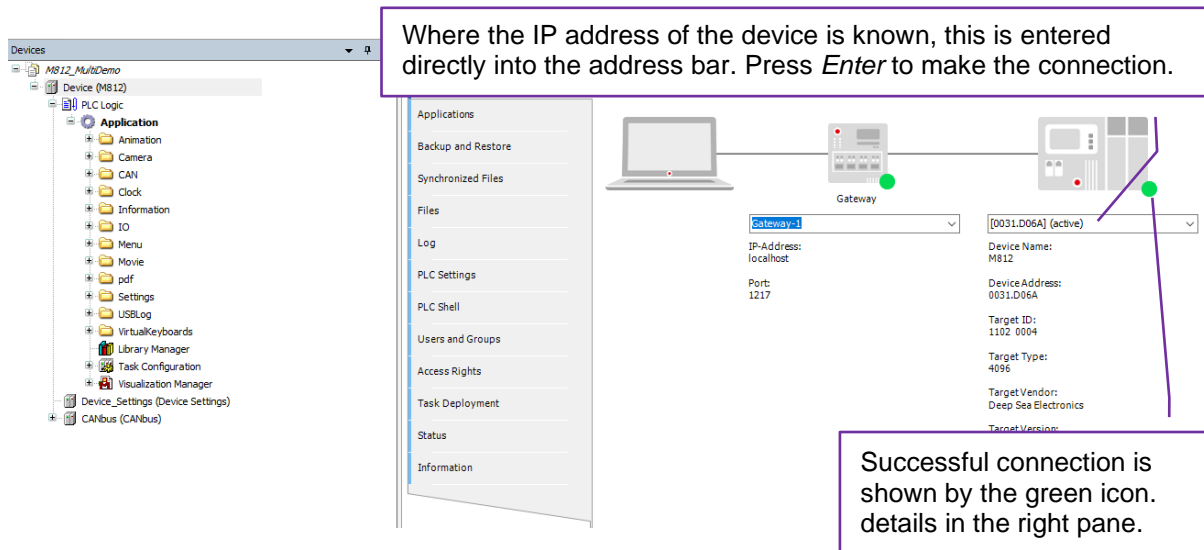 Where the IP address of the device is known, this is entered
directly into the address bar. Press Enter to make the connection.
Devices
M812_MultiDemo
Device (M812)
PLC Logic
Application
Animation
Camera
CAN
Clock
Information
IO
Menu
Movie
pdf
Settings
USBLog
VirtualKeyboards
Library Manager
Task Configuration
Visualization Manager
Device_Settings (Device Settings)
CANbus (CANbus)
Applications
Backup and Restore
Synchronized Files
Files
Log
PLC Settings
PLC Shell
Users and Groups
Access Rights
Task Deployment
Status
Information
Gateway
Gateway-1
IP-Address:
localhost
Port:
1217
[0031.D06A] (active)
Device Name:
M812
Device Address:
0031.D06A
Target ID:
1102 0004
Target Type:
4096
Target Vendor:
Deep Sea Electronics
Target Version:
Successful connection is
shown by the green icon.
details in the right pane.